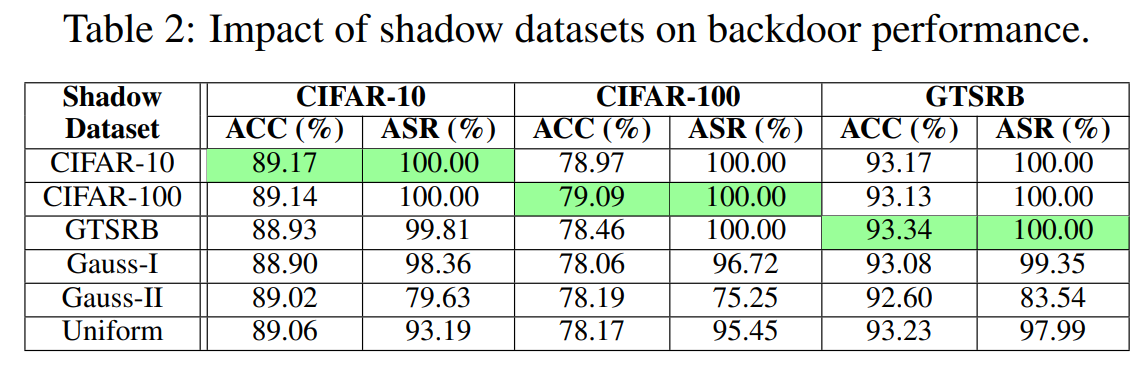 Table 2: Impact of shadow datasets on backdoor performance.
Shadow Dataset CIFAR-10 CIFAR-100 GTSRB
ACC (%) ASR (%) ACC (%) ASR (%) ACC (%) ASR (%)
CIFAR-10 89.17 100.00 78.97 100.00 93.17 100.00
CIFAR-100 89.14 100.00 79.09 100.00 93.13 100.00
GTSRB 88.93 99.81 78.46 100.00 93.34 100.00
Gauss-I 88.90 98.36 78.06 96.72 93.08 99.35
Gauss-II 89.02 79.63 78.19 75.25 92.60 83.54
Uniform 89.06 93.19 78.17 95.45 93.23 97.99